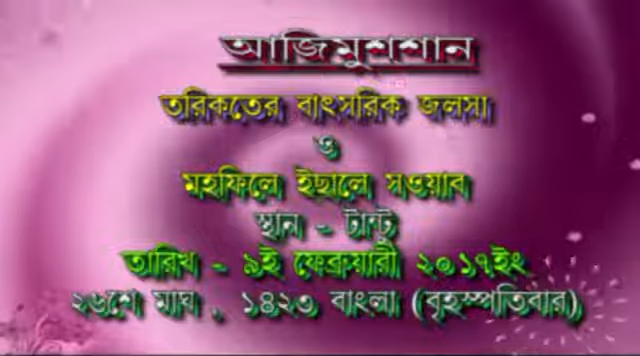 আজিমুশশান
তরিকতের বাৎসরিক জলসা
ও
মহফিলে ইছালে সওয়াব
স্থান - টান্টু
তারিখ - ৯ই ফেব্রুয়ারী ২০১৭ইং
২৬শে মাঘ , ১৪২৩ বাংলা (বৃহস্পতিবার)